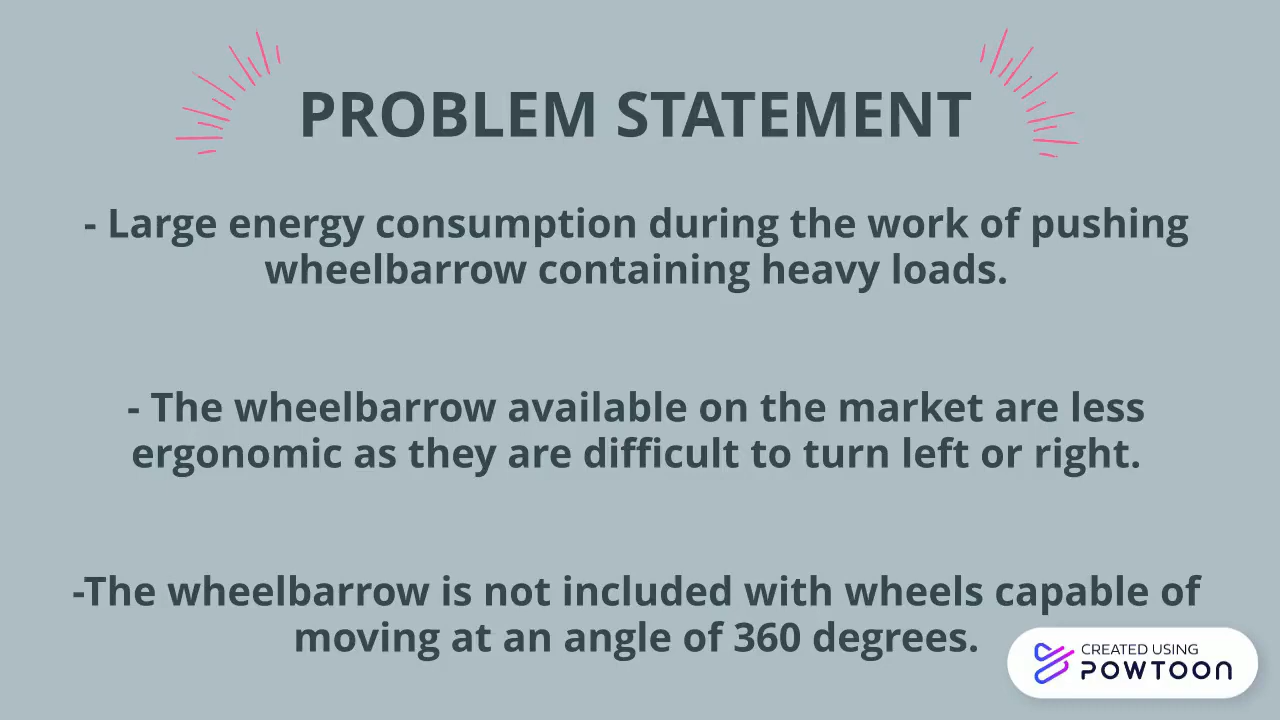 PROBLEM STATEMENT
- Large energy consumption during the work of pushing
wheelbarrow containing heavy loads.
- The wheelbarrow available on the market are less
ergonomic as they are difficult to turn left or right.
-The wheelbarrow is not included with wheels capable of
moving at an angle of 360 degrees.
CREATED USING
POWTOON